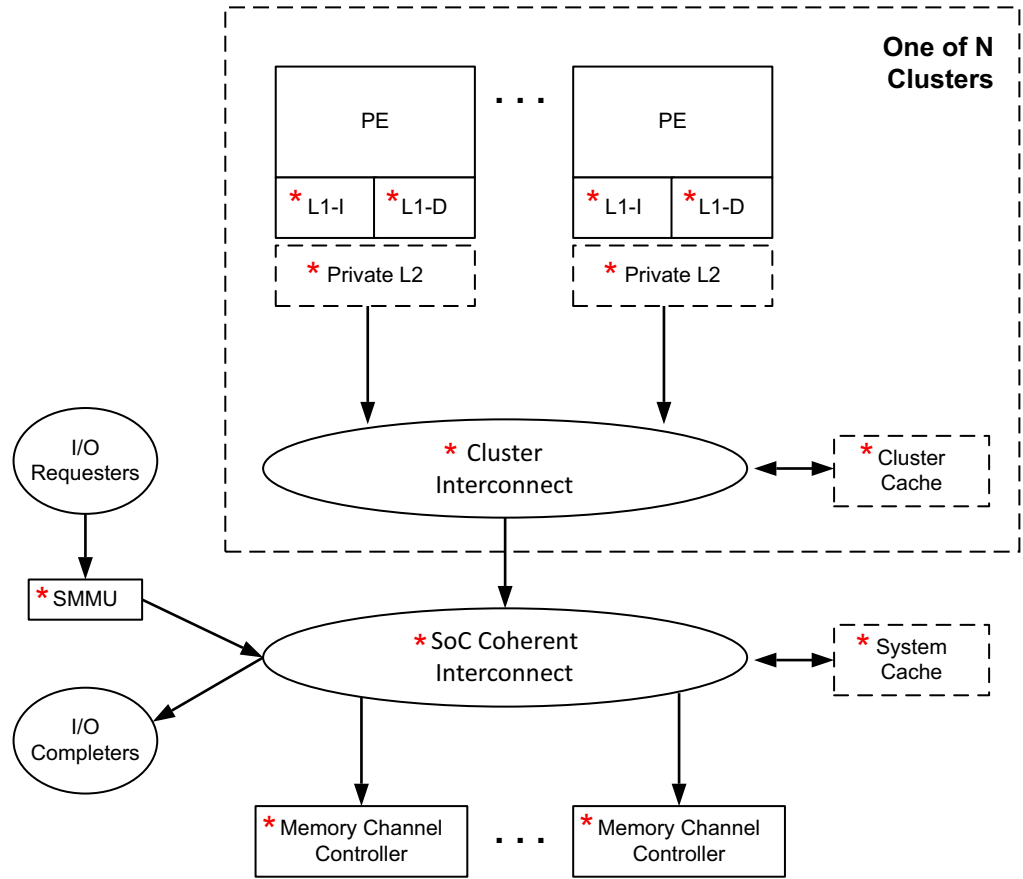 One of N
Clusters
PE
. . .
PE
* L1-I
* L1-D
* L1-I
* L1-D
* Private L2
* Private L2
I/O
Requesters
* Cluster
Interconnect
* Cluster
Cache
* SMMU
* SoC Coherent
Interconnect
* System
Cache
I/O
Completers
* Memory Channel
Controller
. . .
* Memory Channel
Controller